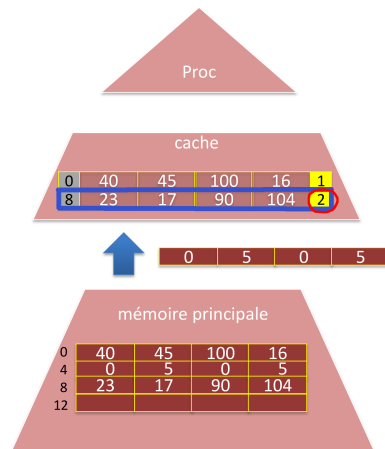 Proc
cache
0 40 45 100 16 1
8 23 17 90 104 2
0 5 0 5
mémoire principale
0 40 45 100 16
4 0 5 0 5
8 23 17 90 104
12